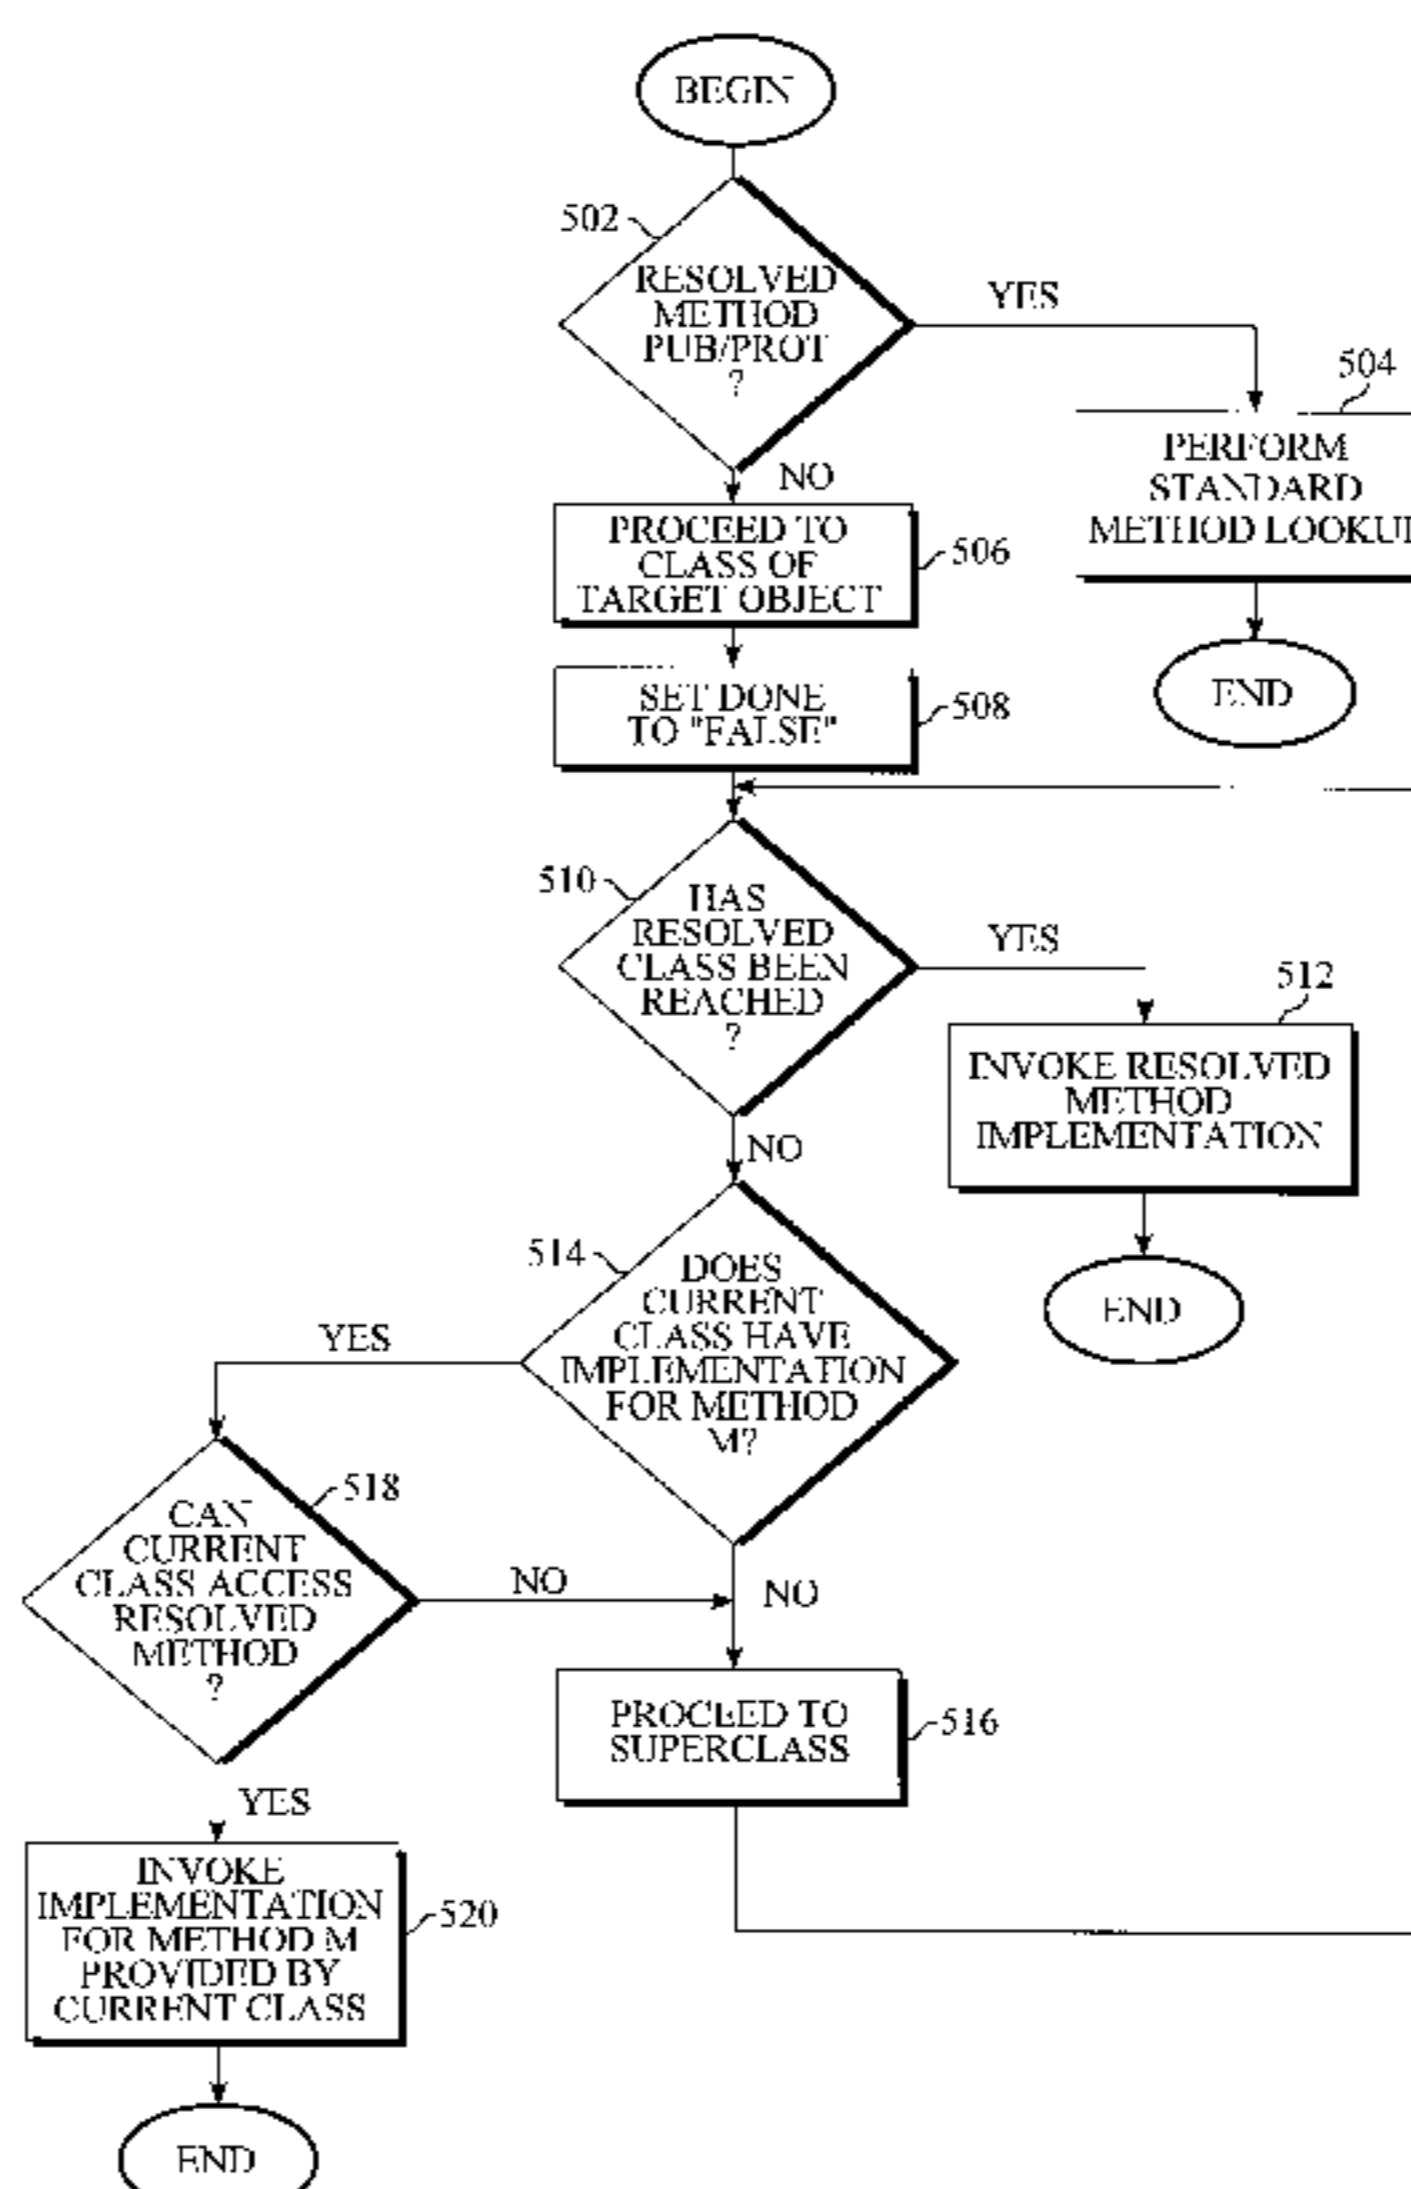 BEGIN
502
RESOLVED
METHOD
PUB/PROT
?
YES
504
PERFORM
STANDARD
METHOD LOOKU
END
NO
PROCEED TO
CLASS OF
TARGET OBJECT
506
SET DONE
TO "FALSE"
508
510
HAS
RESOLVED
CLASS BEEN
REACHED
?
YES
512
INVOKE RESOLVED
METHOD
IMPLEMENTATION
END
NO
514
DOES
CURRENT
CLASS HAVE
IMPLEMENTATION
FOR METHOD
M?
YES
518
CAN
CURRENT
CLASS ACCESS
RESOLVED
METHOD
?
NO
NO
PROCEED TO
SUPERCLASS
516
YES
INVOKE
IMPLEMENTATION
FOR METHOD M
PROVIDED BY
CURRENT CLASS
520
END